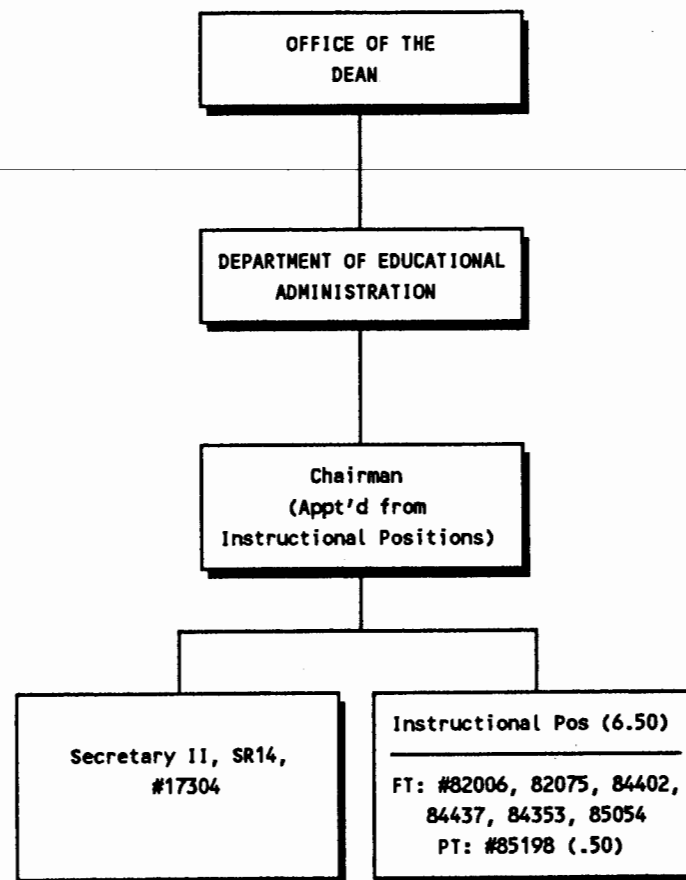 OFFICE OF THE
DEAN
DEPARTMENT OF EDUCATIONAL
ADMINISTRATION
Chairman
(Appt'd from
Instructional Positions)
Secretary II, SR14,
#17304
Instructional Pos (6.50)
FT: #82006, 82075, 84402,
84437, 84353, 85054
PT: #85198 (.50)